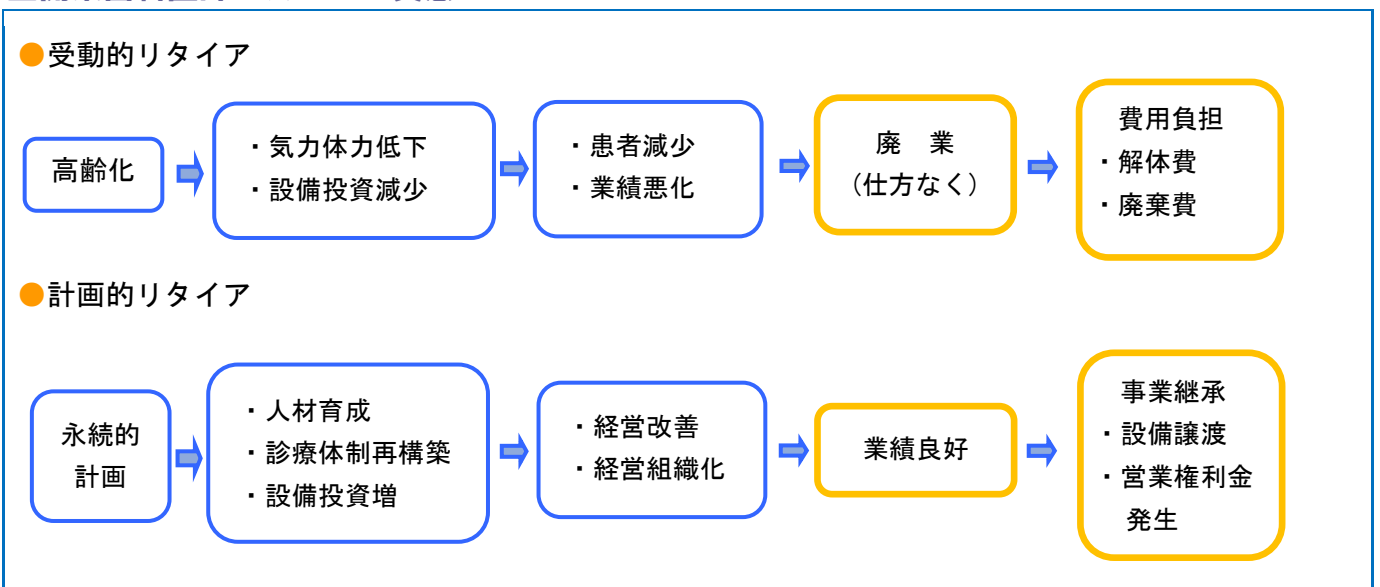 ●受動的リタイア
高齢化
・気力体力低下
・設備投資減少
・患者減少
・業績悪化
廃　業
（仕方なく）
費用負担
・解体費
・廃棄費
●計画的リタイア
永続的
計画
・人材育成
・診療体制再構築
・設備投資増
・経営改善
・経営組織化
業績良好
事業継承
・設備譲渡
・営業権利金
発生